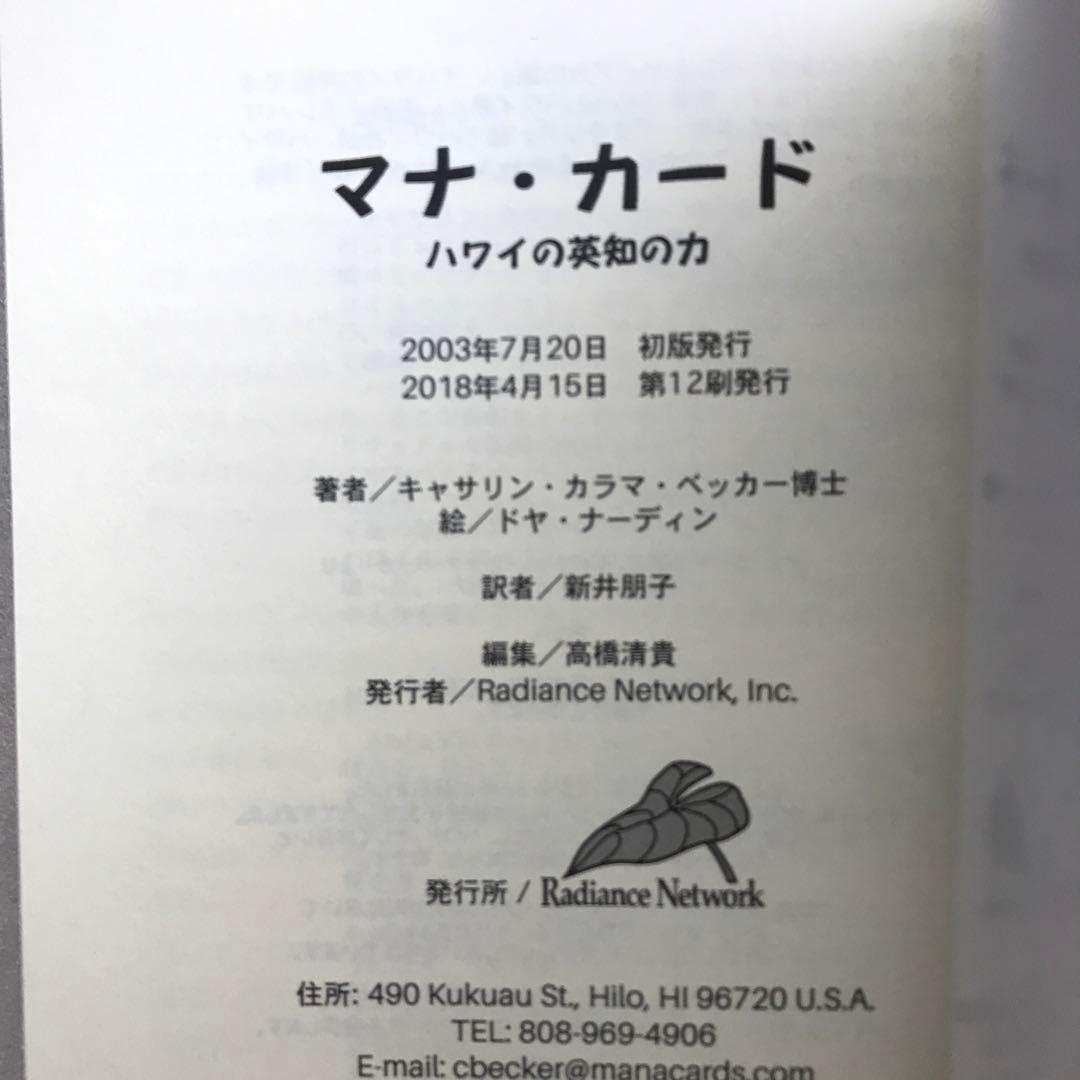 マナ・カード
ハワイの英知の力
2003年7月20日　初版発行
2018年4月15日　第12刷発行
著者／キャサリン・カラマ・ベッカー博士
絵／ドヤ・ナーディン
訳者／新井朋子
編集／高橋清貴
発行者／Radiance Network, Inc.
発行所 / Radiance Network
住所: 490 Kukuau St., Hilo, HI 96720 U.S.A.
TEL: 808-969-4906
E-mail: cbecker@manacards.com